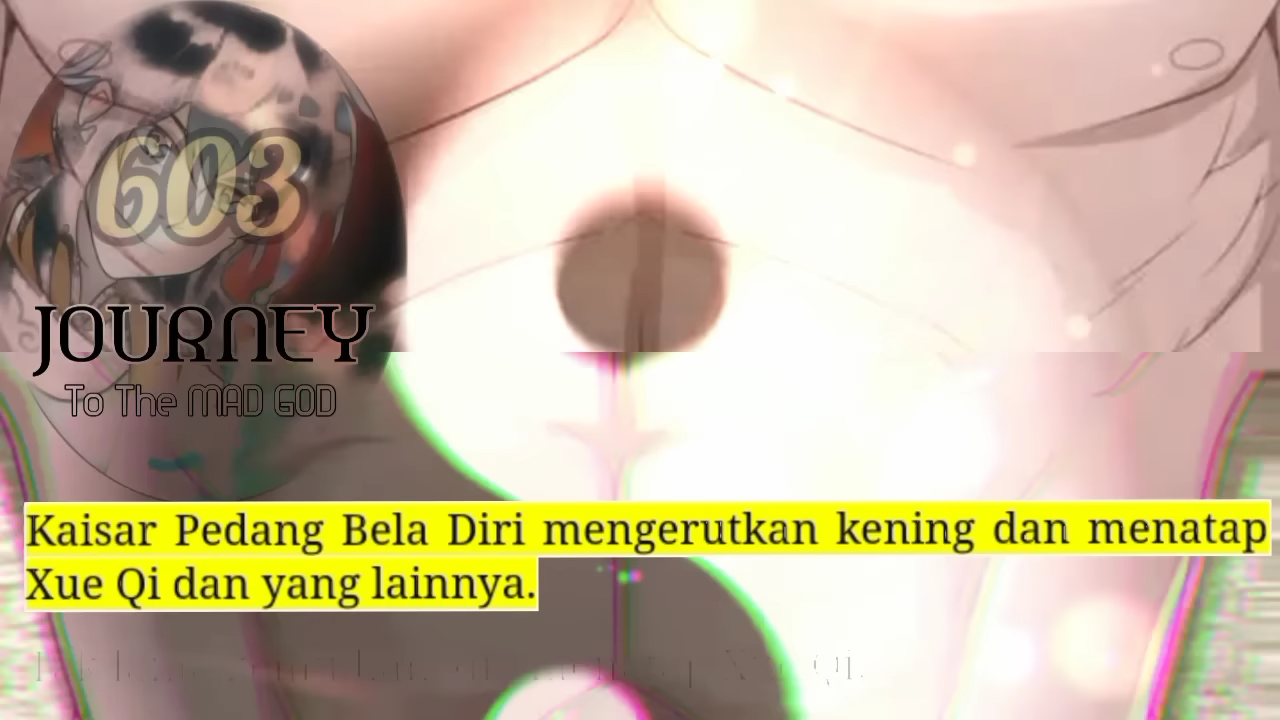 603
JOURNEY
To The MAD GOD
Kaisar Pedang Bela Diri mengerutkan kening dan menatap
Xue Qi dan yang lainnya.